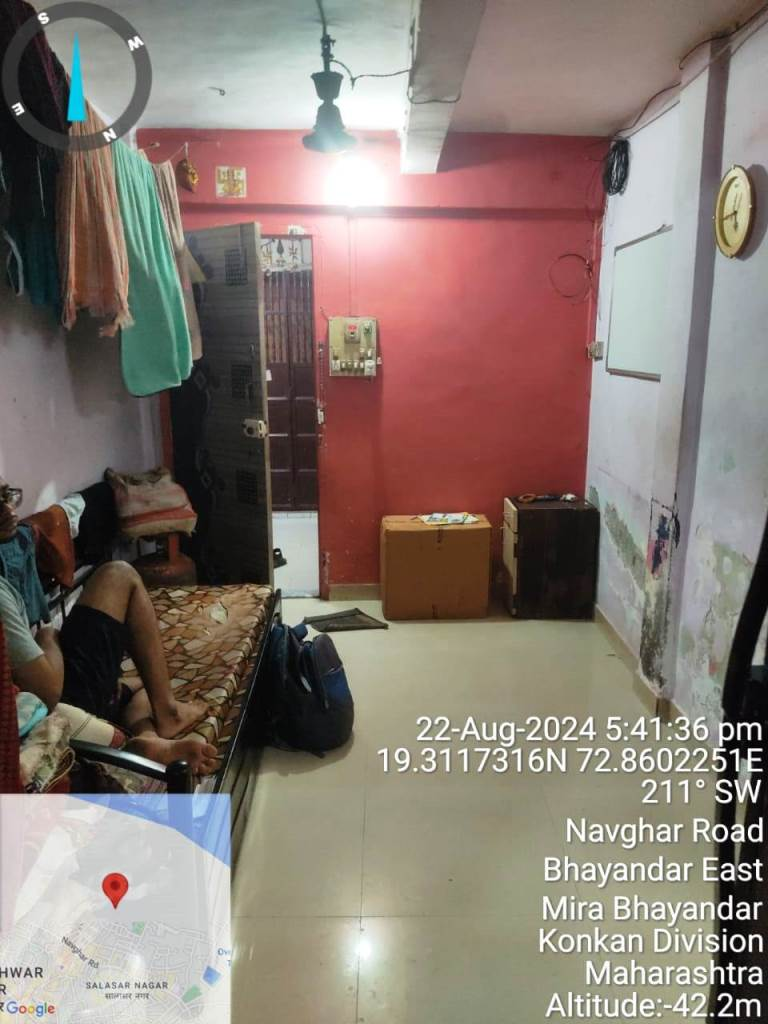 S
W
E
N
22-Aug-2024 5:41:36 pm
19.3117316N 72.8602251E
211° SW
Navghar Road
Bhayandar East
Mira Bhayandar
Konkan Division
Maharashtra
Altitude:-42.2m
Navghar Rd
SALASAR NAGAR
सालासर नगर
HWAR
R
Google